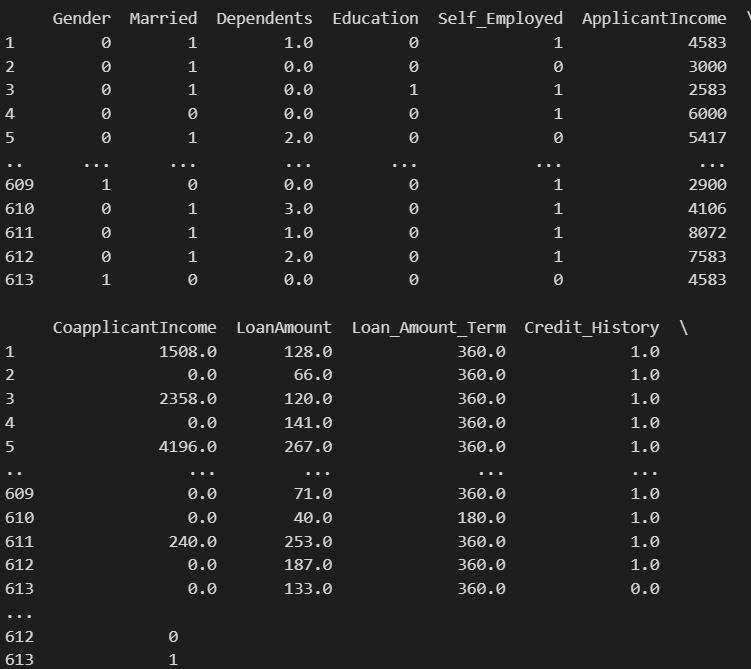 Gender Married Dependents Education Self_Employed ApplicantIncome \
1 0 1 1.0 0 1 4583
2 0 1 0.0 0 0 3000
3 0 1 0.0 1 1 2583
4 0 0 0.0 0 1 6000
5 0 1 2.0 0 0 5417
.. ... ... ... ... ... ...
609 1 0 0.0 0 1 2900
610 0 1 3.0 0 1 4106
611 0 1 1.0 0 1 8072
612 0 1 2.0 0 1 7583
613 1 0 0.0 0 0 4583
CoapplicantIncome LoanAmount Loan_Amount_Term Credit_History \
1 1508.0 128.0 360.0 1.0
2 0.0 66.0 360.0 1.0
3 2358.0 120.0 360.0 1.0
4 0.0 141.0 360.0 1.0
5 4196.0 267.0 360.0 1.0
.. ... ... ... ...
609 0.0 71.0 360.0 1.0
610 0.0 40.0 180.0 1.0
611 240.0 253.0 360.0 1.0
612 0.0 187.0 360.0 1.0
613 0.0 133.0 360.0 0.0
...
612 0
613 1